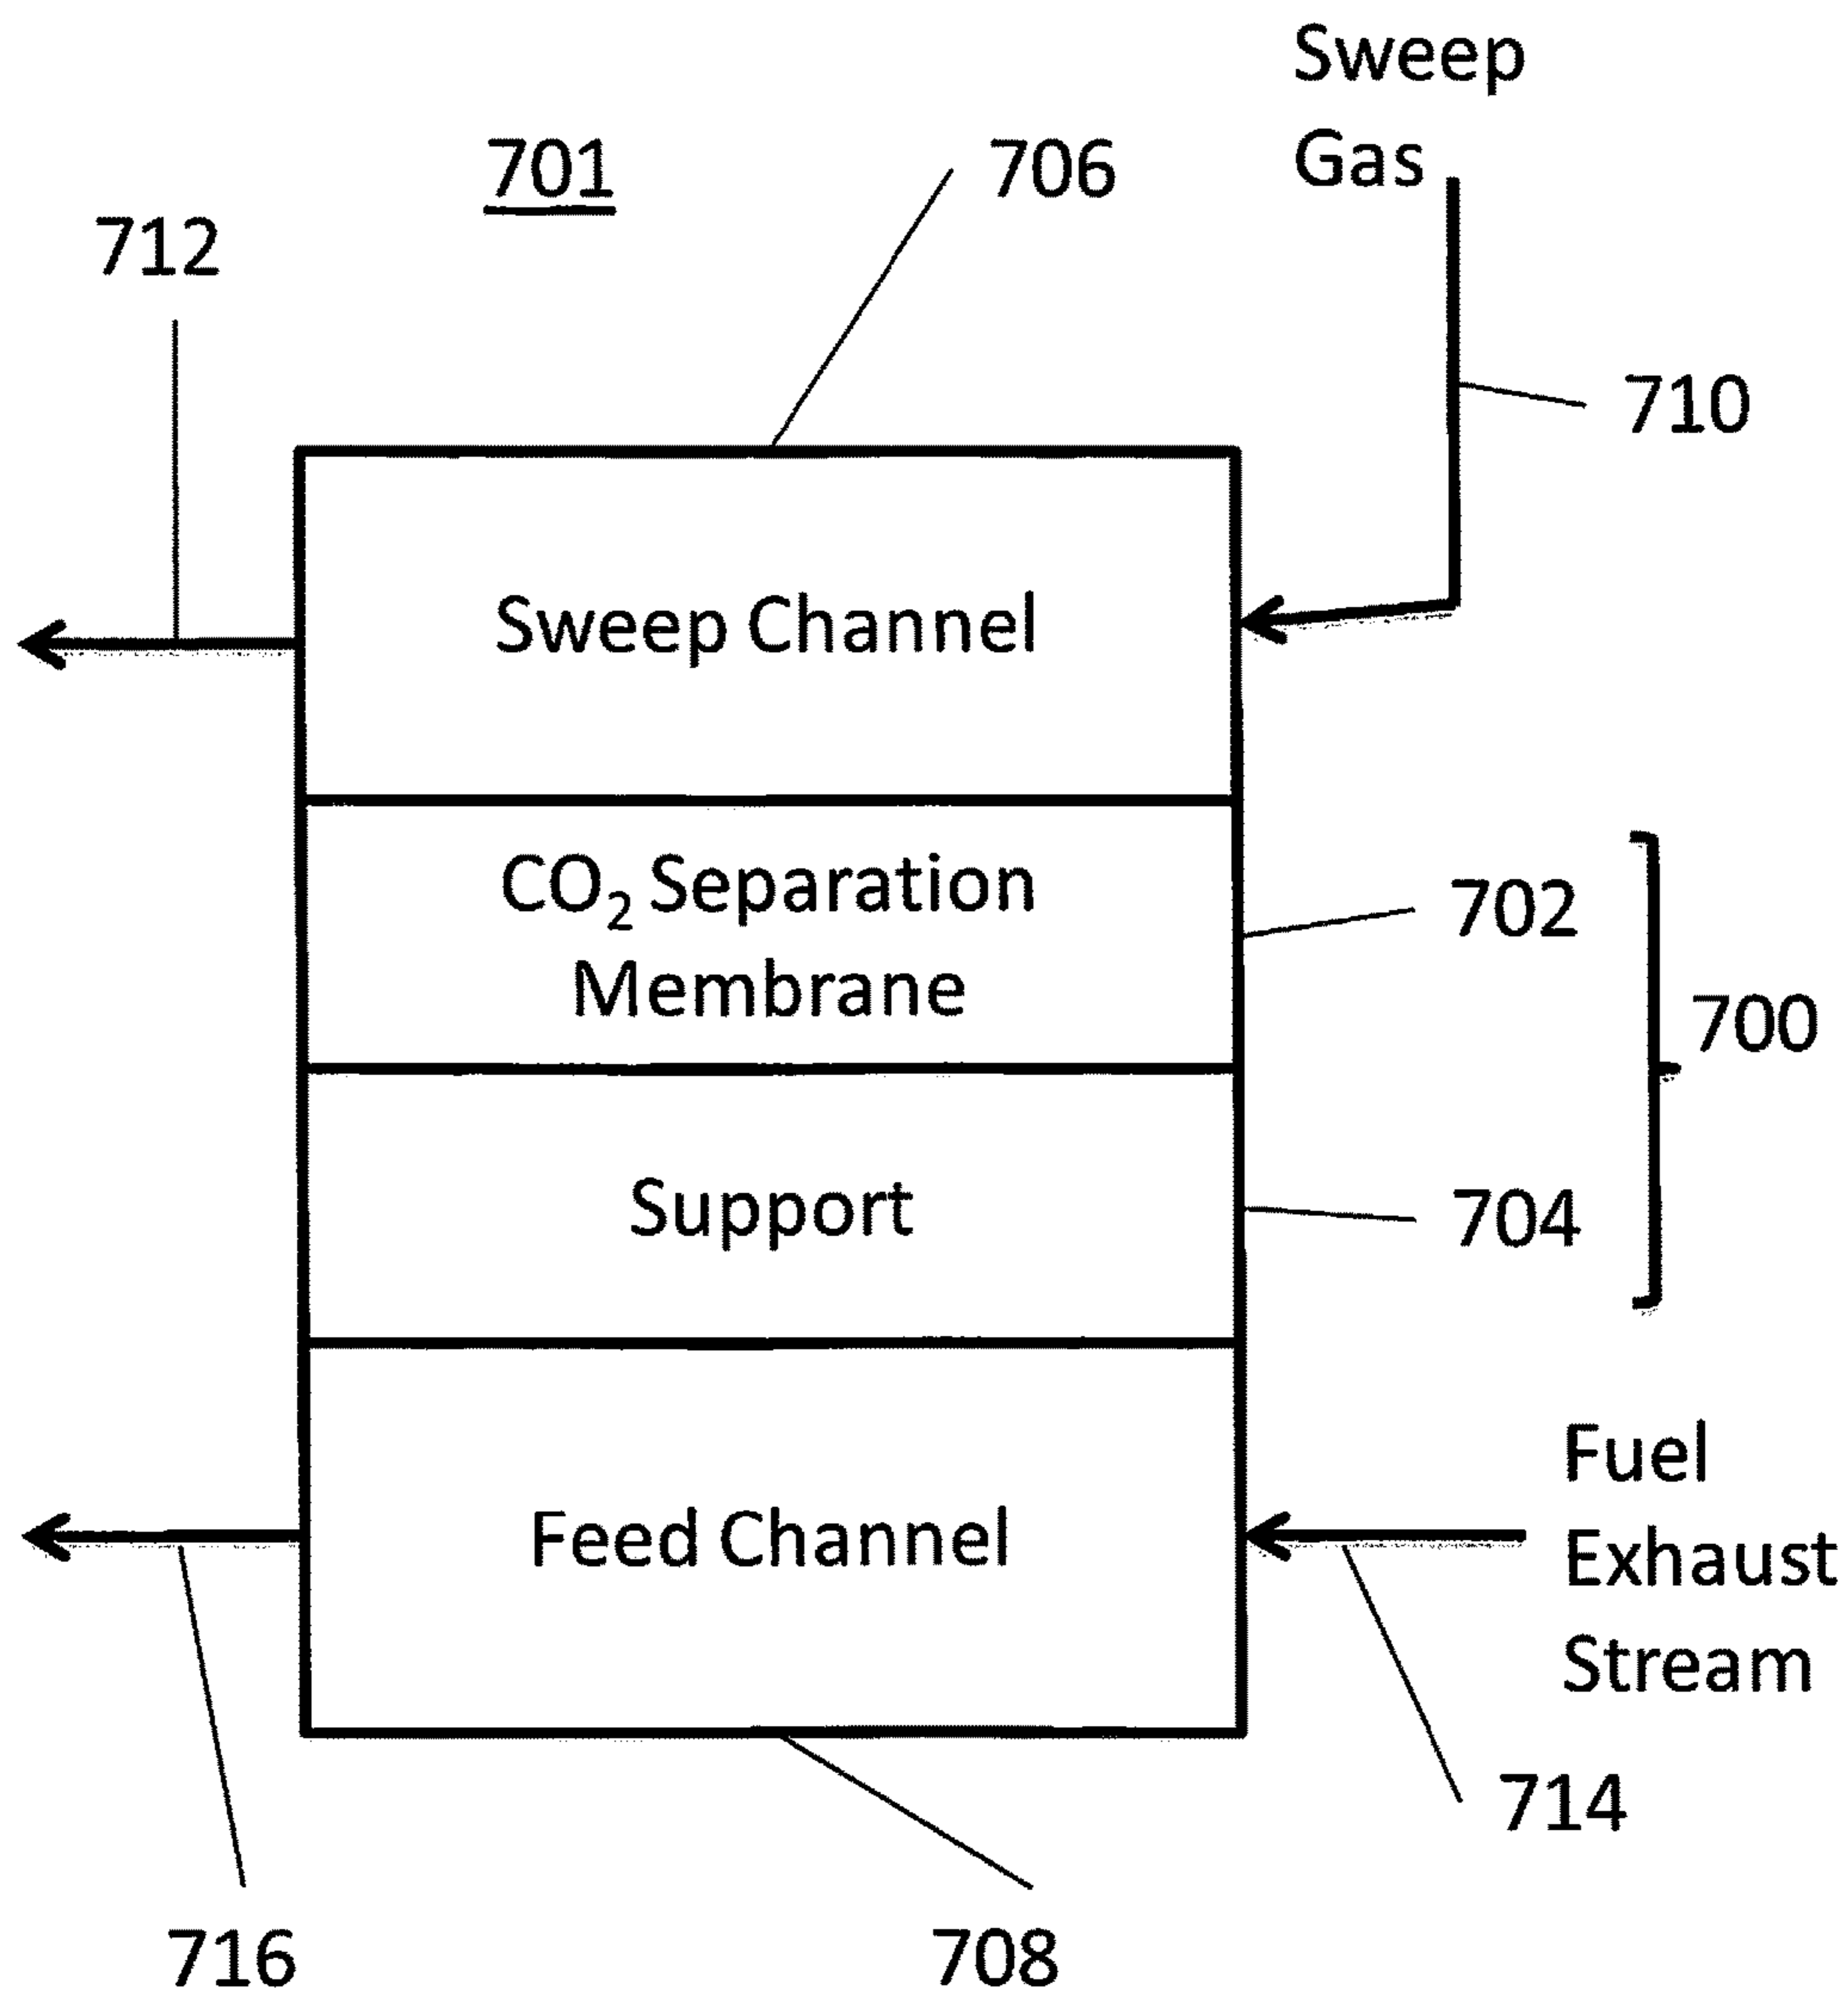 Sweep
Gas
701
706
712
710
Sweep Channel
CO₂ Separation
Membrane
702
700
Support
704
Feed Channel
Fuel
Exhaust
Stream
714
716
708